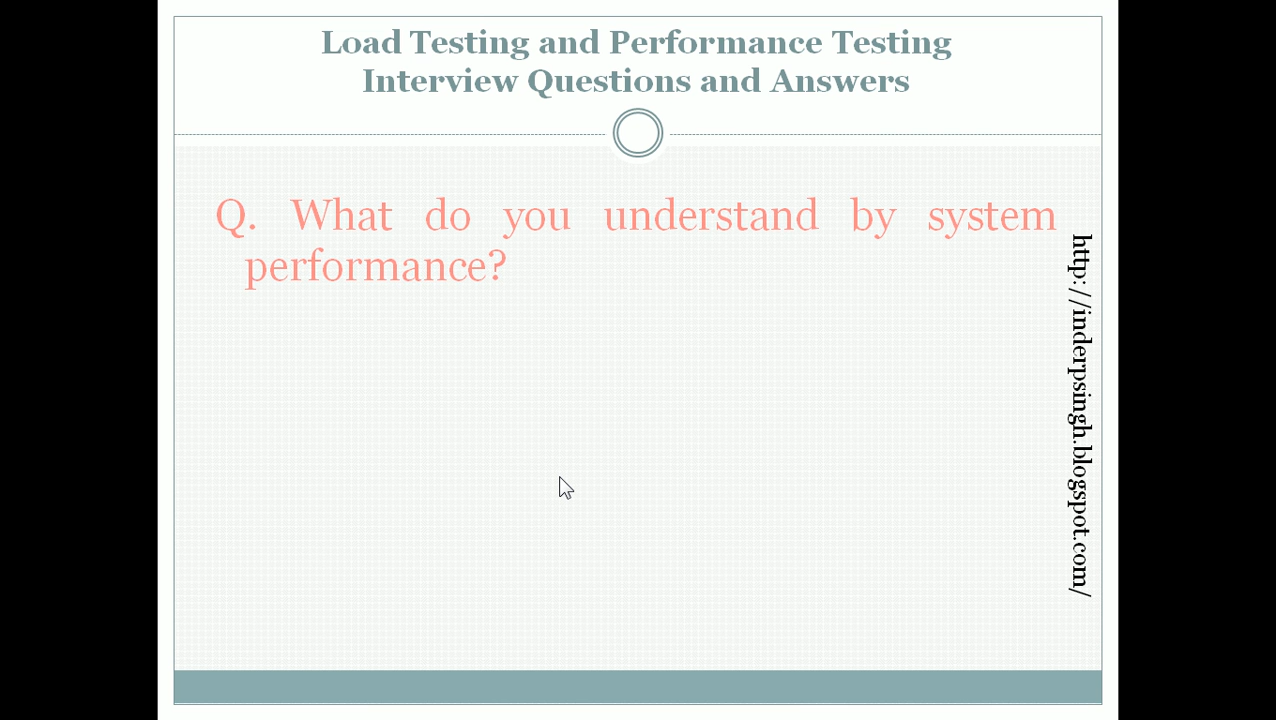 Load Testing and Performance Testing
Interview Questions and Answers
Q. What do you understand by system
performance?
http://inderpsingh.blogspot.com/